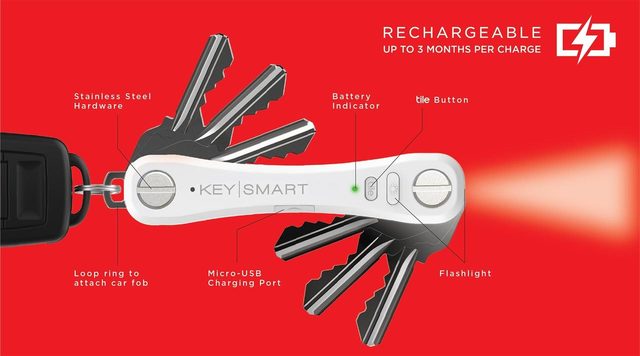 RECHARGEABLE
UP TO 3 MONTHS PER CHARGE
Stainless Steel
Hardware
Battery
Indicator
tile Button
KEY|SMART
Loop ring to
attach car fob
Micro-USB
Charging Port
Flashlight